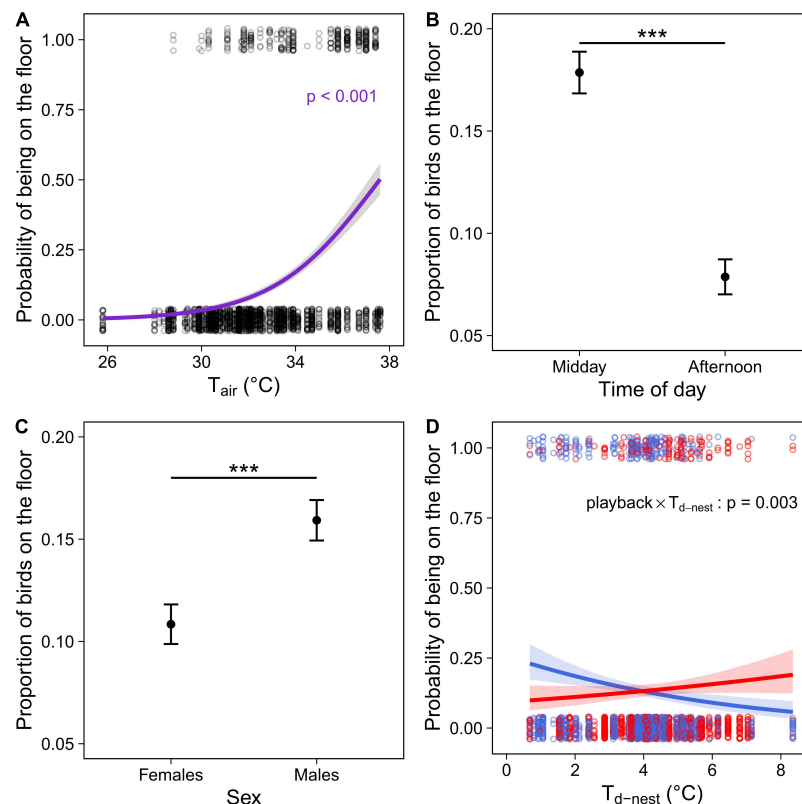 A
Probability of being on the floor
1.00
0.75
0.50
0.25
0.00
p < 0.001
26
30
34
38
T_air (°C)
B
Proportion of birds on the floor
0.20
0.15
0.10
0.05
***
Midday
Afternoon
Time of day
C
Proportion of birds on the floor
0.20
0.15
0.10
0.05
***
Females
Males
Sex
D
Probability of being on the floor
1.00
0.75
0.50
0.25
0.00
playback×T_d−nest : p = 0.003
0
2
4
6
8
T_d−nest (°C)